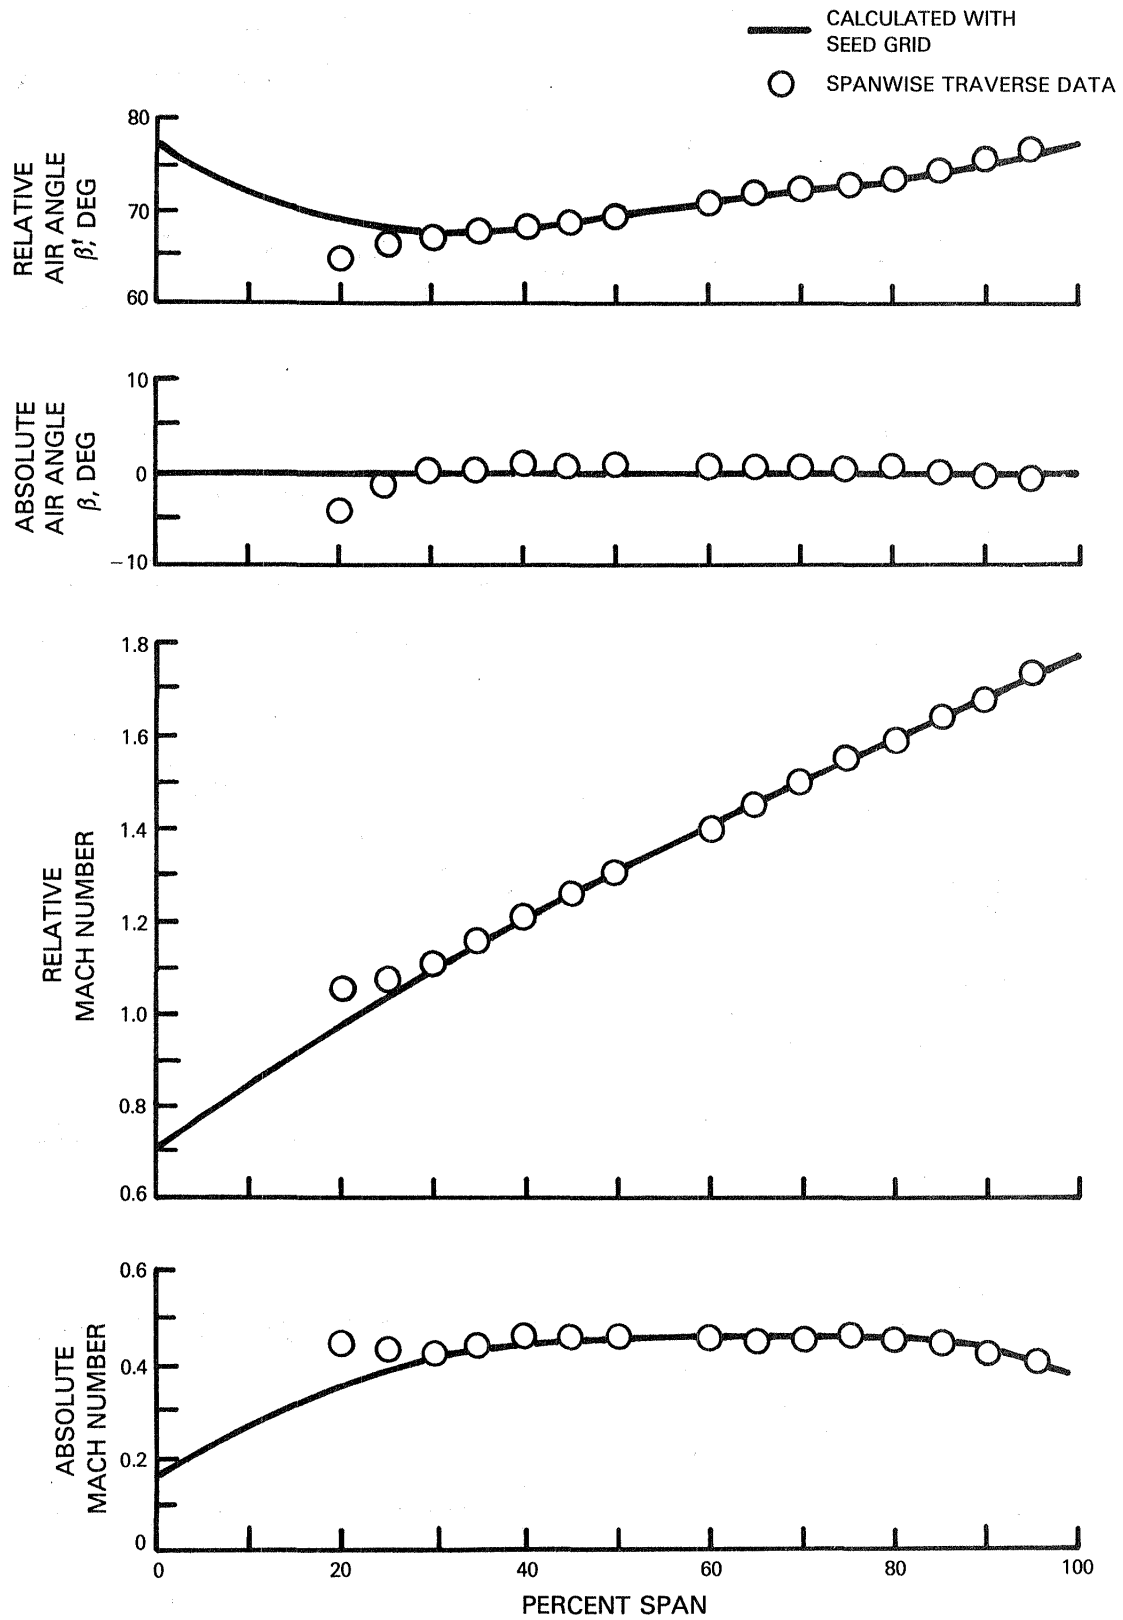 CALCULATED WITH
SEED GRID
SPANWISE TRAVERSE DATA
RELATIVE
AIR ANGLE
β′, DEG
80
70
60
ABSOLUTE
AIR ANGLE
β, DEG
10
0
−10
RELATIVE
MACH NUMBER
1.8
1.6
1.4
1.2
1.0
0.8
0.6
ABSOLUTE
MACH NUMBER
0.6
0.4
0.2
0
0 20 40 60 80 100
PERCENT SPAN